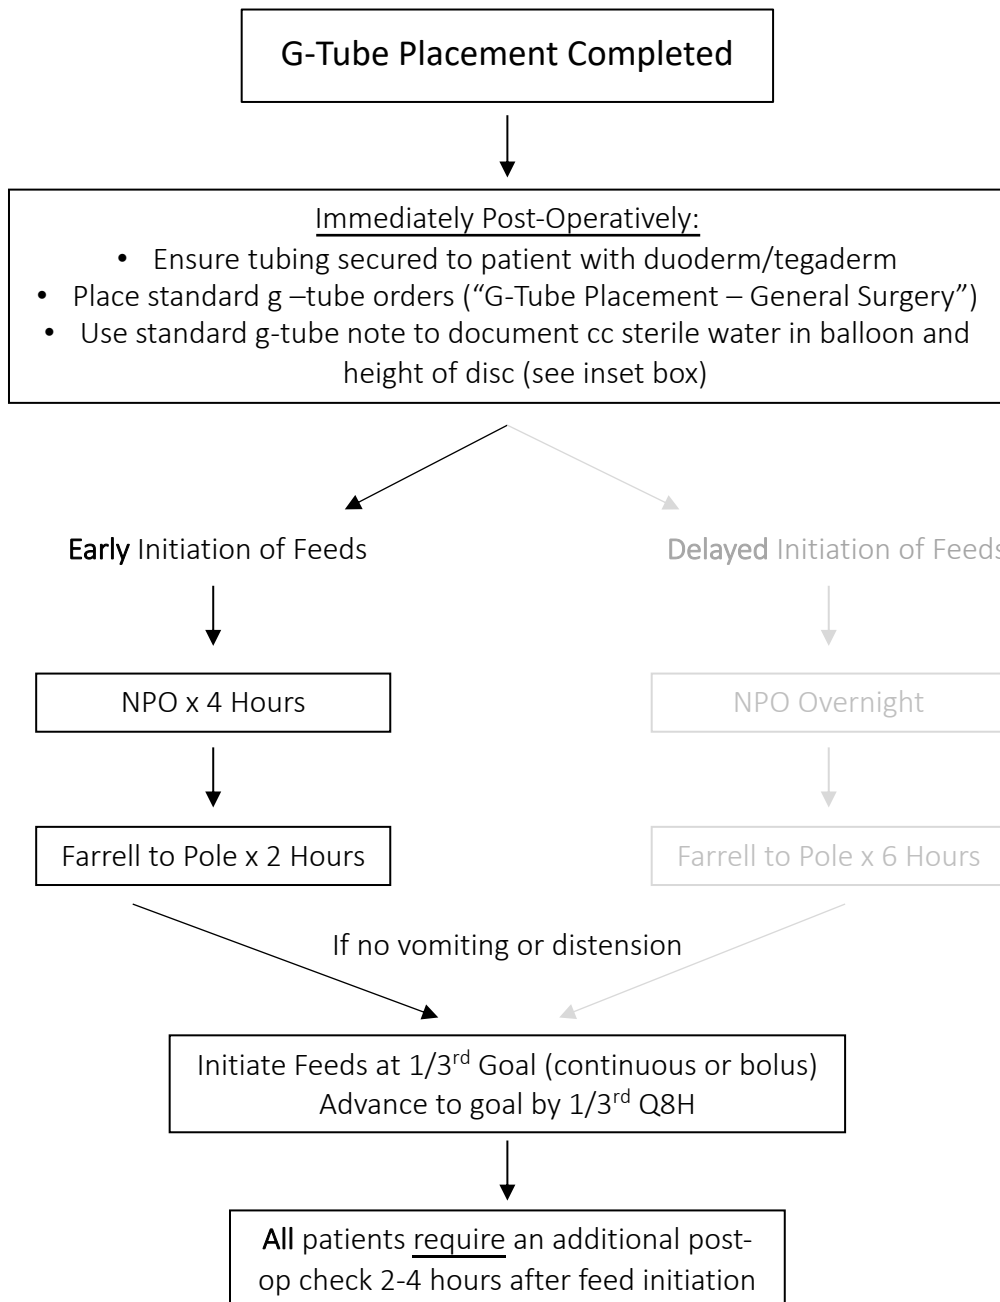 G-Tube Placement Completed
Immediately Post-Operatively:
• Ensure tubing secured to patient with duoderm/tegaderm
• Place standard g –tube orders (“G-Tube Placement – General Surgery”)
• Use standard g-tube note to document cc sterile water in balloon and
height of disc (see inset box)
Early Initiation of Feeds
Delayed Initiation of Feeds
NPO x 4 Hours
NPO Overnight
Farrell to Pole x 2 Hours
Farrell to Pole x 6 Hours
If no vomiting or distension
Initiate Feeds at 1/3rd Goal (continuous or bolus)
Advance to goal by 1/3rd Q8H
All patients require an additional post-
op check 2-4 hours after feed initiation